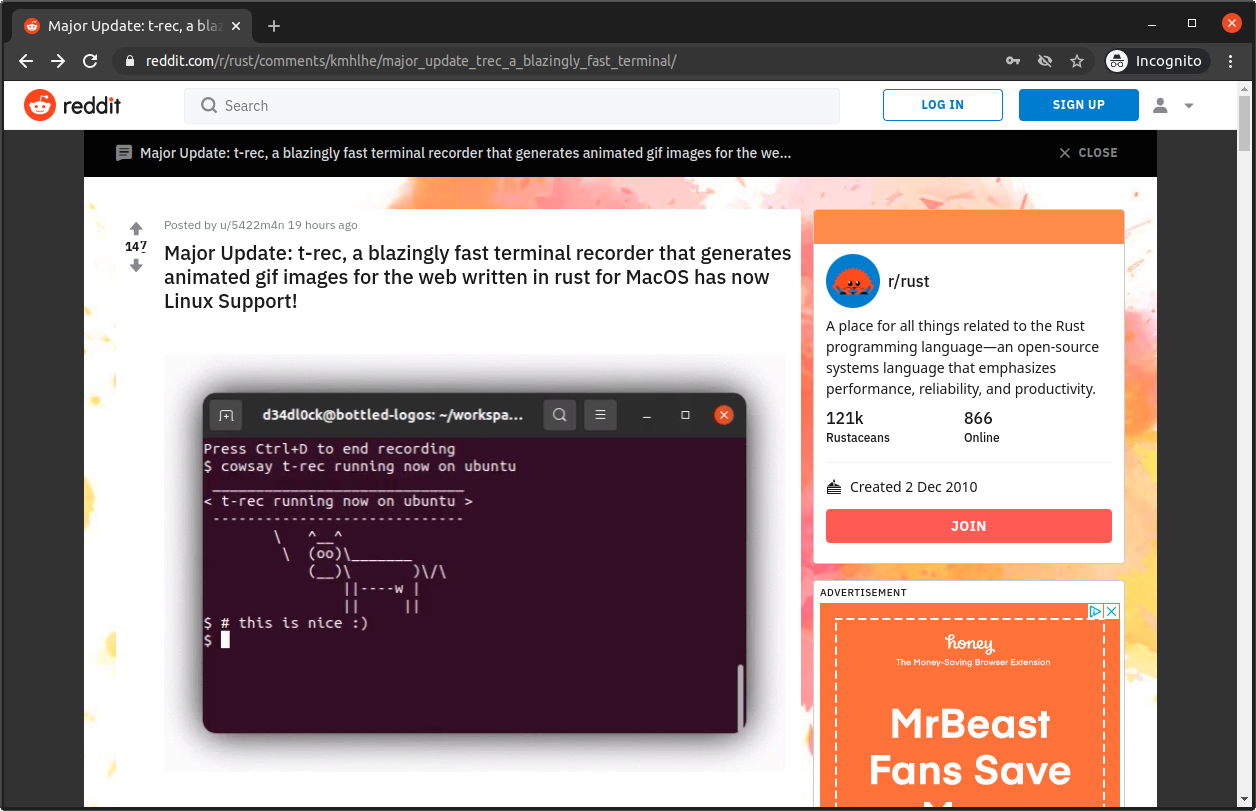 Major Update: t-rec, a bla
reddit.com/r/rust/comments/kmhlhe/major_update_trec_a_blazingly_fast_terminal/
Incognito
reddit
Search
LOG IN
SIGN UP
Major Update: t-rec, a blazingly fast terminal recorder that generates animated gif images for the we...
CLOSE
147
Posted by u/5422m4n 19 hours ago
Major Update: t-rec, a blazingly fast terminal recorder that generates
animated gif images for the web written in rust for MacOS has now
Linux Support!
d34dl0ck@bottled-logos: ~/workspa...
Press Ctrl+D to end recording
$ cowsay t-rec running now on ubuntu
 _____________________________
< t-rec running now on ubuntu >
 -----------------------------
        \   ^__^
         \  (oo)\_______
            (__)\       )\/\
                ||----w |
                ||     ||
$ # this is nice :)
$
r/rust
A place for all things related to the Rust
programming language—an open-source
systems language that emphasizes
performance, reliability, and productivity.
121k
Rustaceans
866
Online
Created 2 Dec 2010
JOIN
ADVERTISEMENT
honey
The Money-Saving Browser Extension
MrBeast
Fans Save